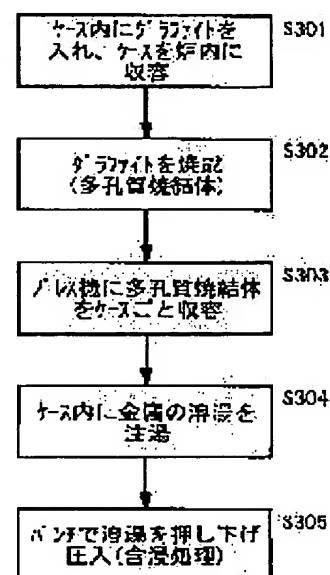 ケース内にグラファイトを
入れ、ケースを炉内に
収容
S301
グラファイトを焼成
(多孔質焼結体)
S302
プレス機に多孔質焼結体
をケースごと収容
S303
ケース内に金属の溶湯を
注湯
S304
パンチで溶湯を押し下げ
圧入(含浸処理)
S305